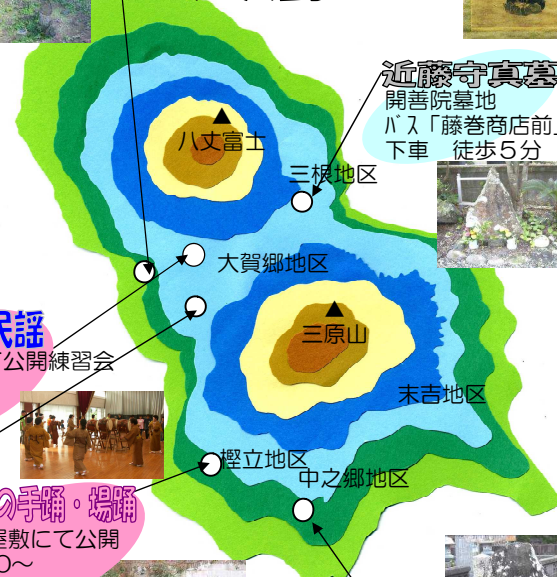 近藤守真墓
開善院墓地
バス「藤巻商店前」
下車　徒歩５分
八丈富士
三根地区
大賀郷地区
民謡
公開練習会
三原山
末吉地区
樫立地区
中之郷地区
の手踊・場踊
屋敷にて公開
0～